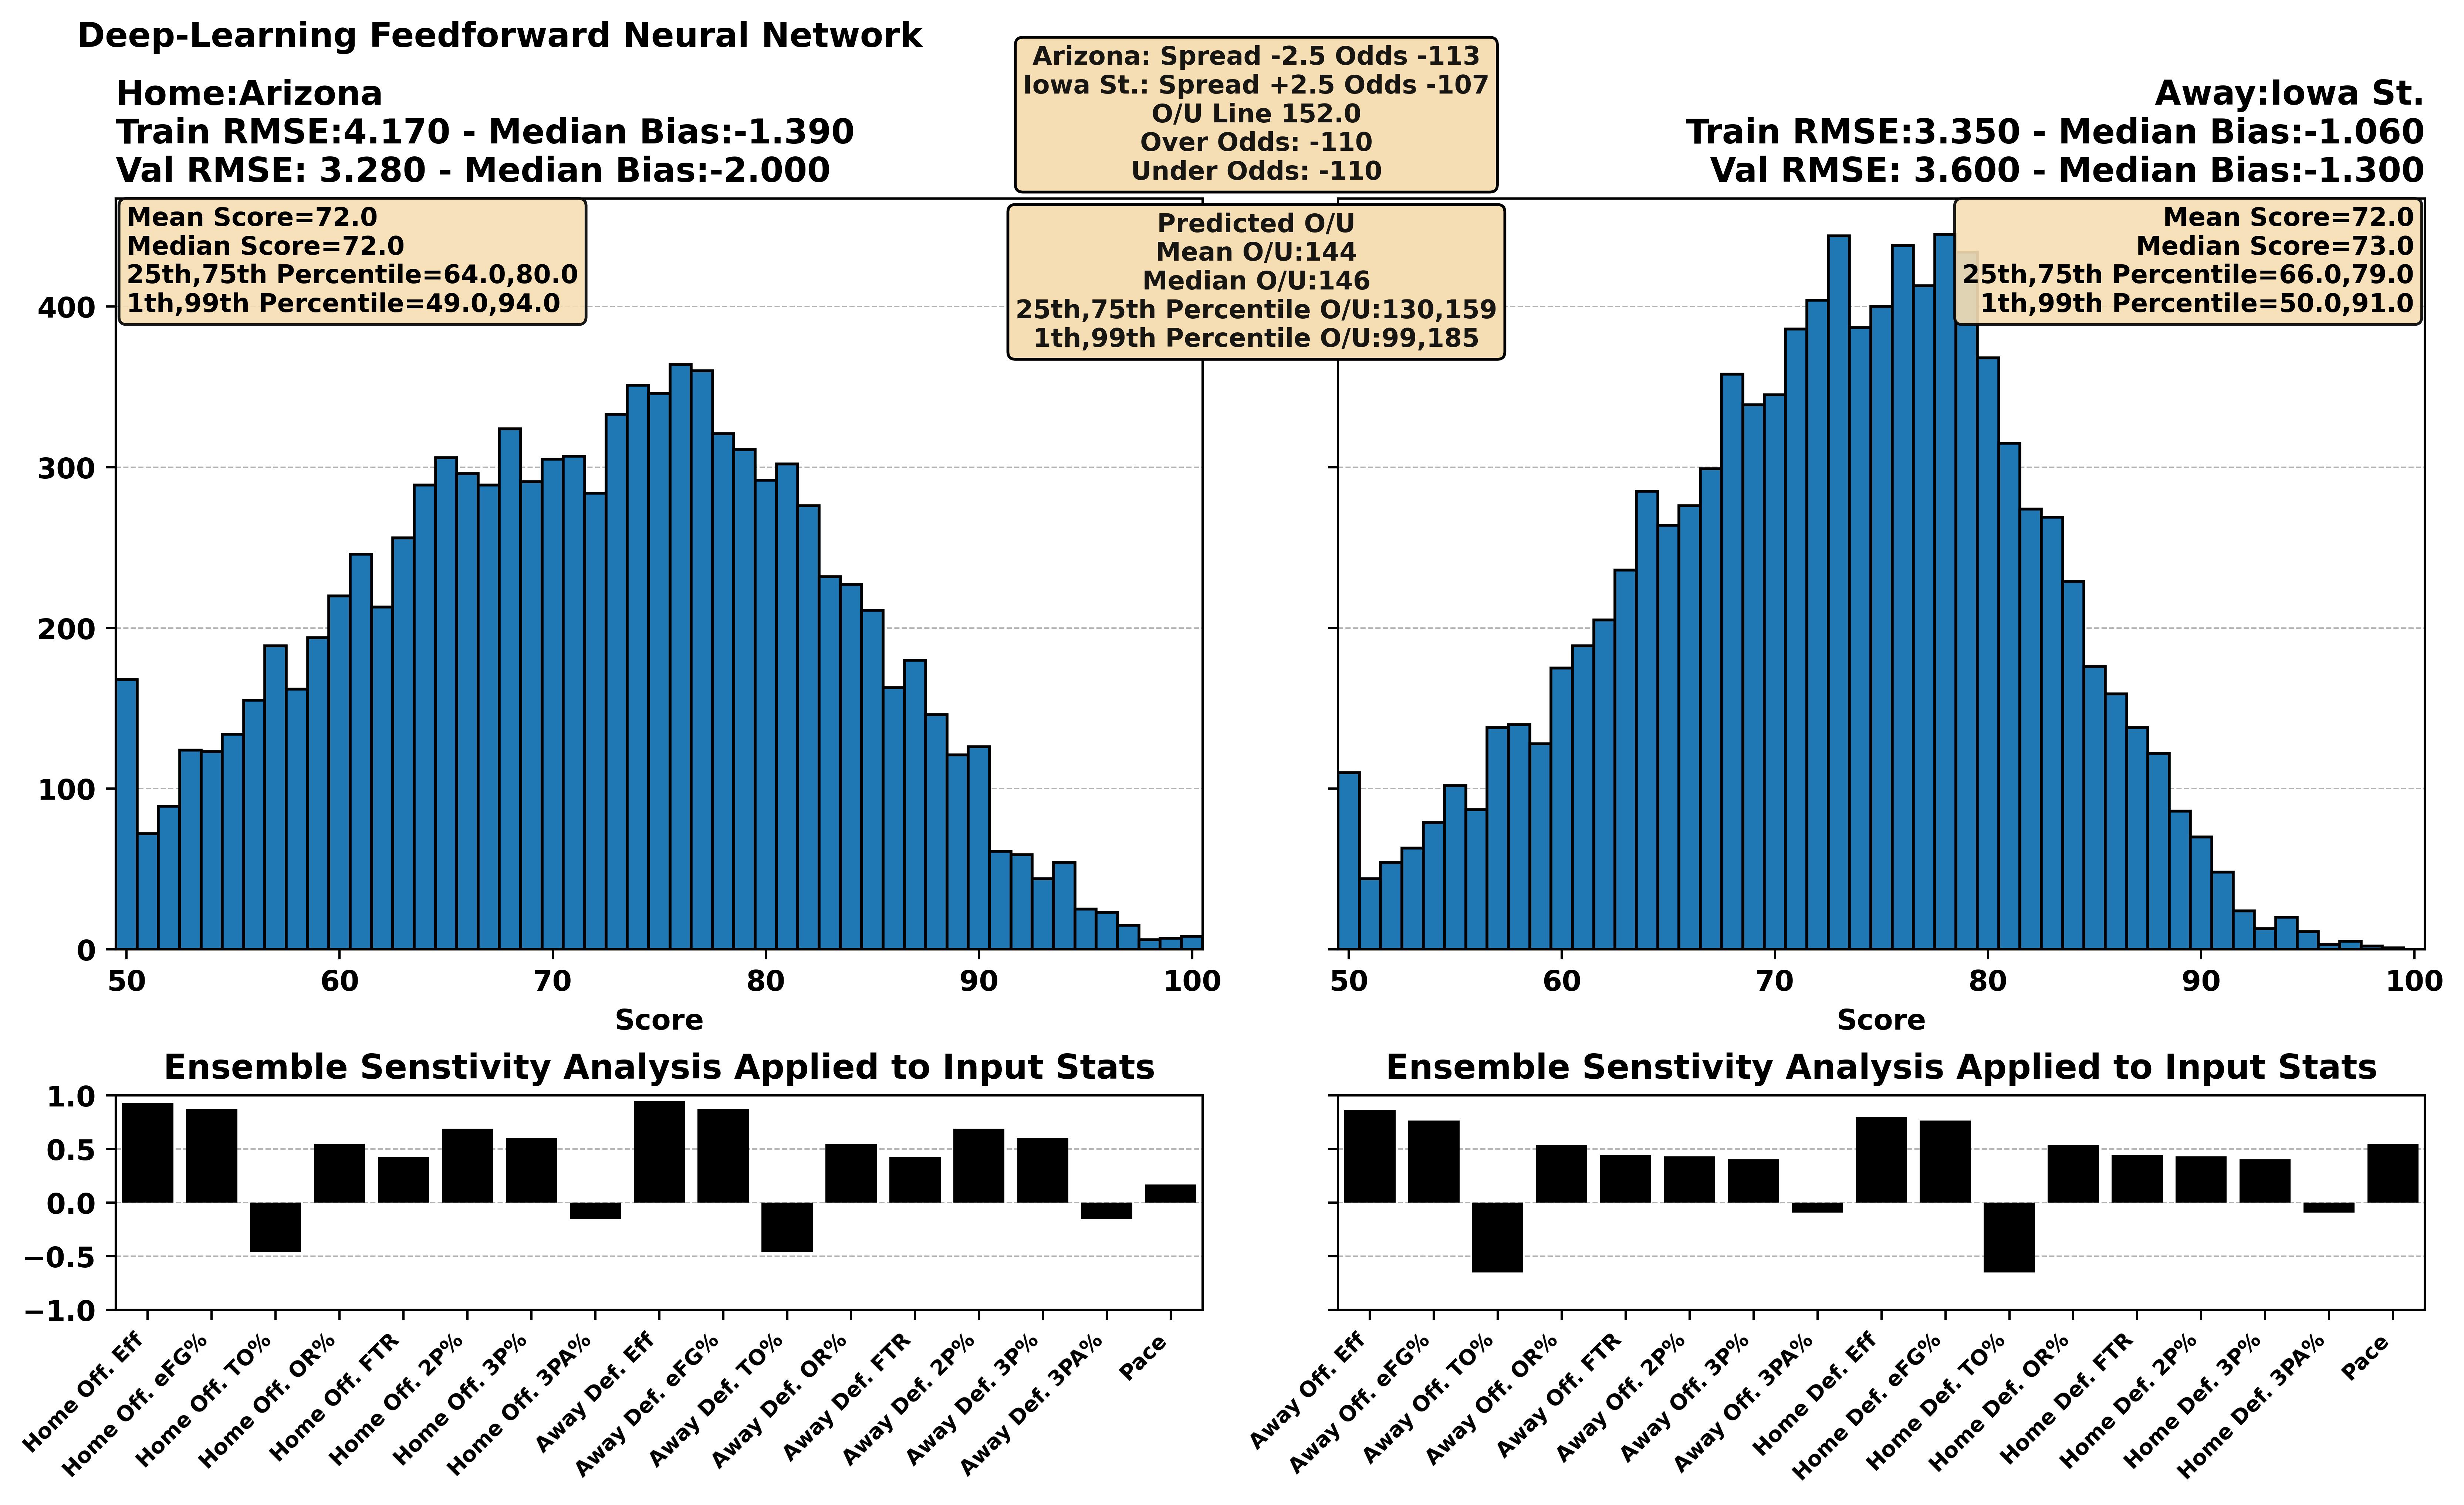 Deep-Learning Feedforward Neural Network
Arizona: Spread -2.5 Odds -113
Iowa St.: Spread +2.5 Odds -107
O/U Line 152.0
Over Odds: -110
Under Odds: -110
Home:Arizona
Train RMSE:4.170 - Median Bias:-1.390
Val RMSE: 3.280 - Median Bias:-2.000
Away:Iowa St.
Train RMSE:3.350 - Median Bias:-1.060
Val RMSE: 3.600 - Median Bias:-1.300
Mean Score=72.0
Median Score=72.0
25th,75th Percentile=64.0,80.0
1th,99th Percentile=49.0,94.0
Predicted O/U
Mean O/U:144
Median O/U:146
25th,75th Percentile O/U:130,159
1th,99th Percentile O/U:99,185
Mean Score=72.0
Median Score=73.0
25th,75th Percentile=66.0,79.0
1th,99th Percentile=50.0,91.0
400
300
200
100
0
50 60 70 80 90 100
Score
50 60 70 80 90 100
Score
Ensemble Senstivity Analysis Applied to Input Stats
1.0
0.5
0.0
−0.5
−1.0
Home Off. Eff
Home Off. eFG%
Home Off. TO%
Home Off. OR%
Home Off. FTR
Home Off. 2P%
Home Off. 3P%
Home Off. 3PA%
Away Def. Eff
Away Def. eFG%
Away Def. TO%
Away Def. OR%
Away Def. FTR
Away Def. 2P%
Away Def. 3P%
Away Def. 3PA%
Pace
Ensemble Senstivity Analysis Applied to Input Stats
Away Off. Eff
Away Off. eFG%
Away Off. TO%
Away Off. OR%
Away Off. FTR
Away Off. 2P%
Away Off. 3P%
Away Off. 3PA%
Home Def. Eff
Home Def. eFG%
Home Def. TO%
Home Def. OR%
Home Def. FTR
Home Def. 2P%
Home Def. 3P%
Home Def. 3PA%
Pace